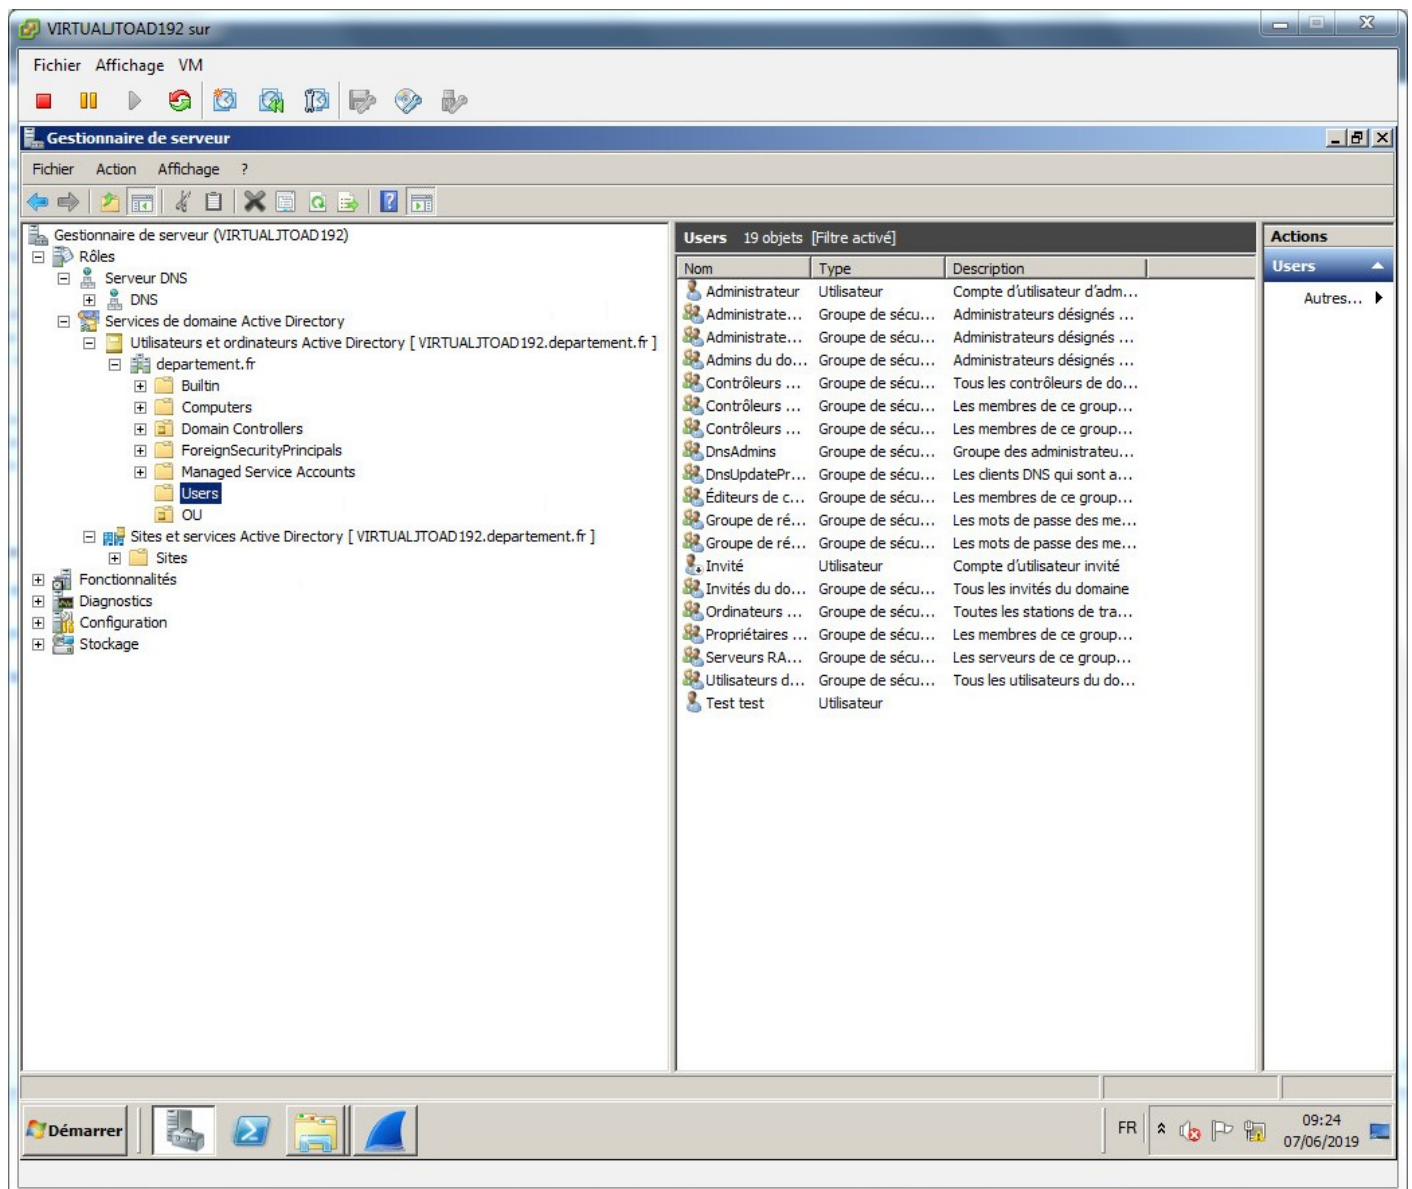 VIRTUALJTOAD192 sur
Fichier Affichage VM
Gestionnaire de serveur
Fichier Action Affichage ?
Gestionnaire de serveur (VIRTUALJTOAD192)
Rôles
Serveur DNS
DNS
Services de domaine Active Directory
Utilisateurs et ordinateurs Active Directory [ VIRTUALJTOAD192.departement.fr ]
departement.fr
Builtin
Computers
Domain Controllers
ForeignSecurityPrincipals
Managed Service Accounts
Users
OU
Sites et services Active Directory [ VIRTUALJTOAD192.departement.fr ]
Sites
Fonctionnalités
Diagnostics
Configuration
Stockage
Users 19 objets [Filtre activé]
Nom Type Description
Administrateur Utilisateur Compte d'utilisateur d'adm...
Administrate... Groupe de sécu... Administrateurs désignés ...
Administrate... Groupe de sécu... Administrateurs désignés ...
Admins du do... Groupe de sécu... Administrateurs désignés ...
Contrôleurs ... Groupe de sécu... Tous les contrôleurs de do...
Contrôleurs ... Groupe de sécu... Les membres de ce group...
Contrôleurs ... Groupe de sécu... Les membres de ce group...
DnsAdmins Groupe de sécu... Groupe des administrateu...
DnsUpdatePr... Groupe de sécu... Les clients DNS qui sont a...
Éditeurs de c... Groupe de sécu... Les membres de ce group...
Groupe de ré... Groupe de sécu... Les mots de passe des me...
Groupe de ré... Groupe de sécu... Les mots de passe des me...
Invité Utilisateur Compte d'utilisateur invité
Invités du do... Groupe de sécu... Tous les invités du domaine
Ordinateurs ... Groupe de sécu... Toutes les stations de tra...
Propriétaires ... Groupe de sécu... Les membres de ce group...
Serveurs RA... Groupe de sécu... Les serveurs de ce group...
Utilisateurs d... Groupe de sécu... Tous les utilisateurs du do...
Test test Utilisateur
Actions
Users
Autres...
Démarrer
FR
09:24
07/06/2019